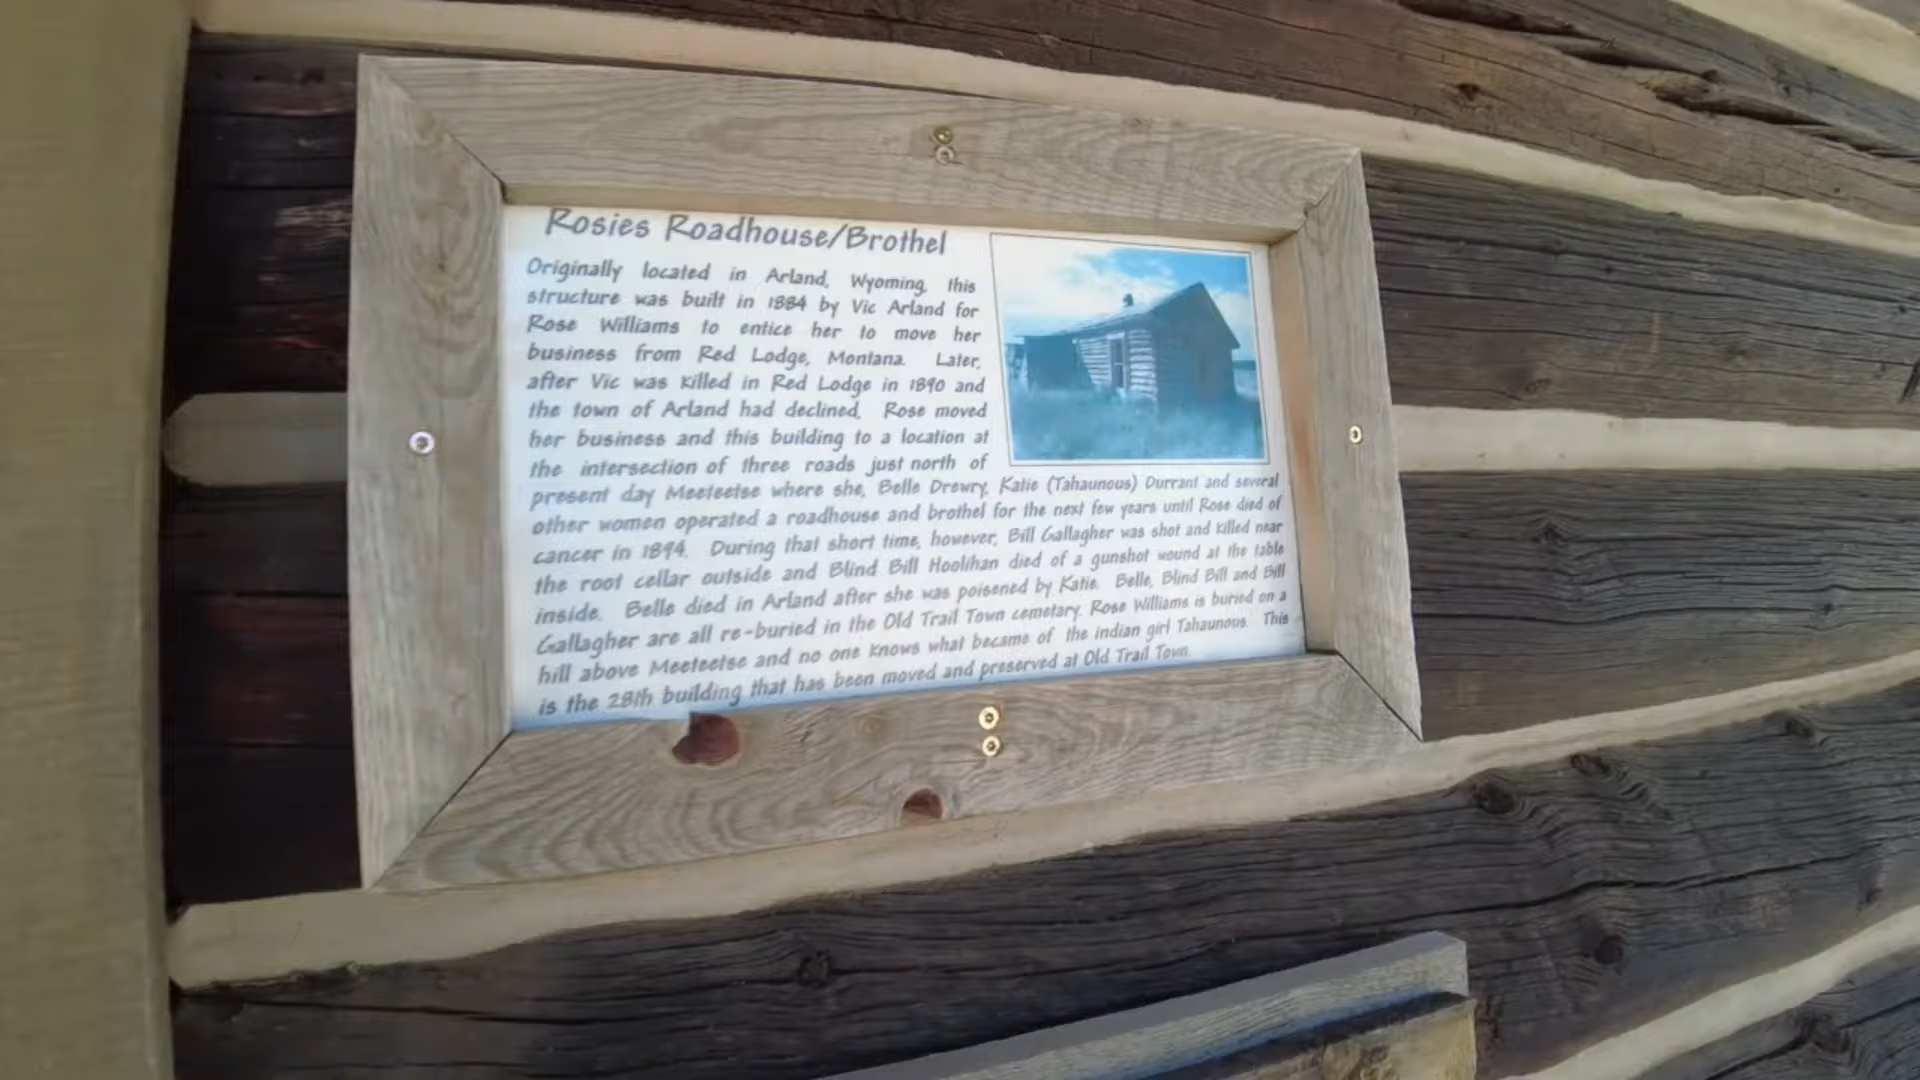 Rosies Roadhouse/Brothel
Originally located in Arland, Wyoming, this
structure was built in 1884 by Vic Arland for
Rose Williams to entice her to move her
business from Red Lodge, Montana. Later,
after Vic was killed in Red Lodge in 1890 and
the town of Arland had declined, Rose moved
her business and this building to a location at
the intersection of three roads just north of
present day Meeteetse where she, Belle Drewry, Katie (Tahaunous) Durrant and several
other women operated a roadhouse and brothel for the next few years until Rose died of
cancer in 1894. During that short time, however, Bill Gallagher was shot and killed near
the root cellar outside and Blind Bill Hoolihan died of a gunshot wound at the table
inside. Belle died in Arland after she was poisened by Katie. Belle, Blind Bill and Bill
Gallagher are all re-buried in the Old Trail Town cemetary. Rose Williams is buried on a
hill above Meeteetse and no one knows what became of the indian girl Tahaunous. This
is the 28th building that has been moved and preserved at Old Trail Town.